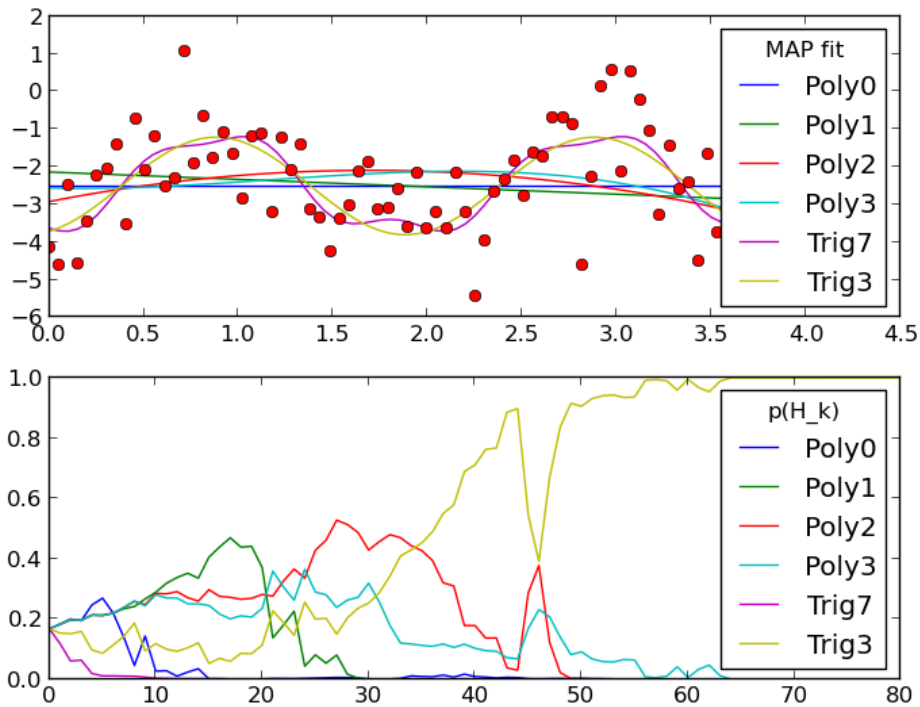 2
1
0
−1
−2
−3
−4
−5
−6
0.0 0.5 1.0 1.5 2.0 2.5 3.0 3.5 4.0 4.5
MAP fit
Poly0
Poly1
Poly2
Poly3
Trig7
Trig3
1.0
0.8
0.6
0.4
0.2
0.0
0 10 20 30 40 50 60 70 80
p(H_k)
Poly0
Poly1
Poly2
Poly3
Trig7
Trig3